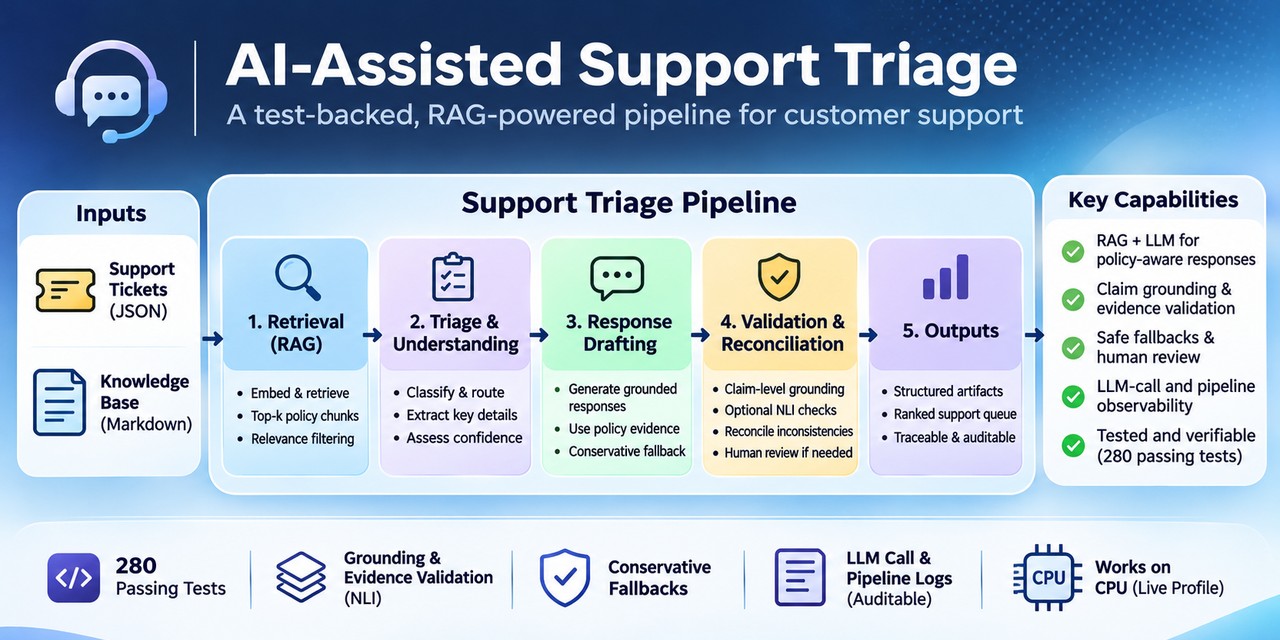 AI-Assisted Support Triage
A test-backed, RAG-powered pipeline for customer support
Inputs
Support
Tickets
(JSON)
Knowledge
Base
(Markdown)
Support Triage Pipeline
1. Retrieval
(RAG)
• Embed & retrieve
• Top-k policy chunks
• Relevance filtering
2. Triage &
Understanding
• Classify & route
• Extract key details
• Assess confidence
3. Response
Drafting
• Generate grounded
responses
• Use policy evidence
• Conservative fallback
4. Validation &
Reconciliation
• Claim-level grounding
• Optional NLI checks
• Reconcile inconsistencies
• Human review if needed
5. Outputs
• Structured artifacts
• Ranked support queue
• Traceable & auditable
Key Capabilities
RAG + LLM for
policy-aware responses
Claim grounding &
evidence validation
Safe fallbacks &
human review
LLM-call and pipeline
observability
Tested and verifiable
(280 passing tests)
</>
280
Passing Tests
Grounding &
Evidence Validation
(NLI)
Conservative
Fallbacks
LLM Call &
Pipeline Logs
(Auditable)
CPU
Works on
CPU (Live Profile)